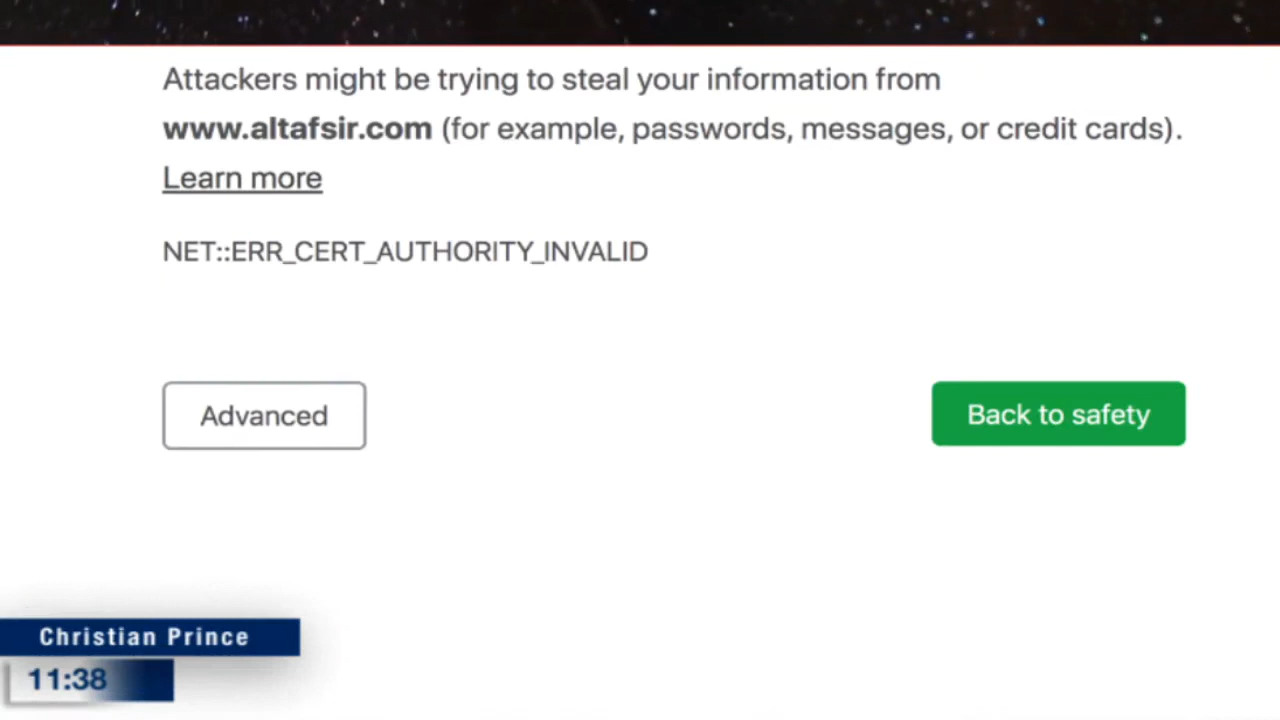 Attackers might be trying to steal your information from
www.altafsir.com (for example, passwords, messages, or credit cards).
Learn more
NET::ERR_CERT_AUTHORITY_INVALID
Advanced
Back to safety
Christian Prince
11:38